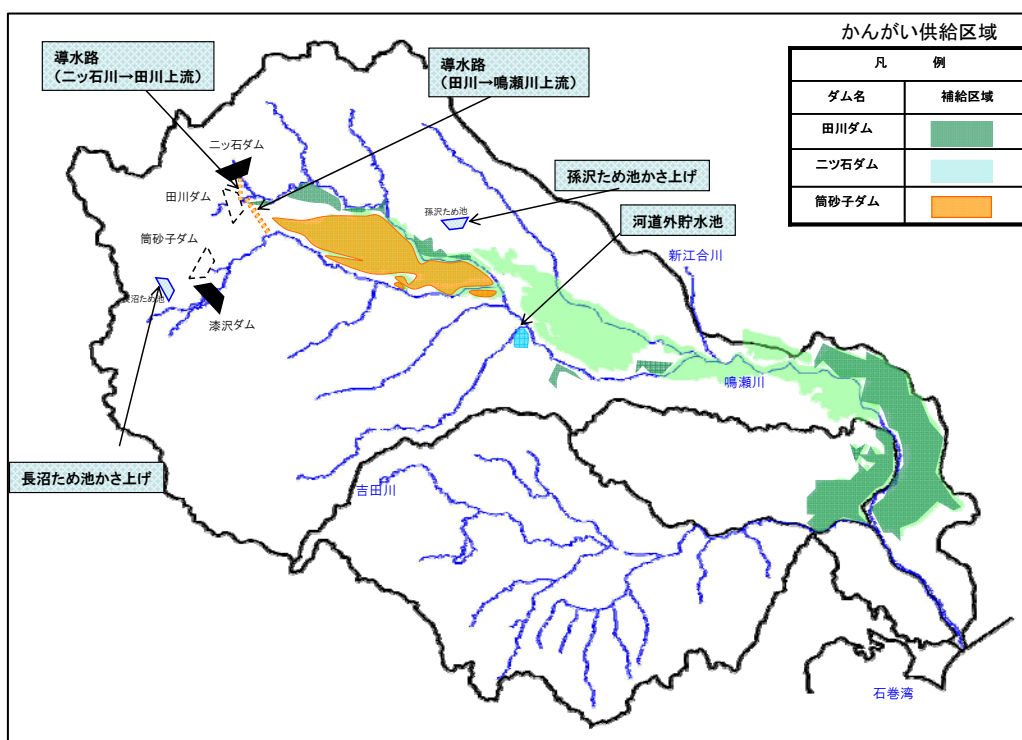 かんがい供給区域
凡 例
ダム名 補給区域
田川ダム
二ツ石ダム
筒砂子ダム
導水路
(二ッ石川→田川上流)
導水路
(田川→鳴瀬川上流)
二ッ石ダム
田川ダム
孫沢ため池かさ上げ
孫沢ため池
河道外貯水池
筒砂子ダム
新江合川
長沼ため池
漆沢ダム
鳴瀬川
長沼ため池かさ上げ
吉田川
石巻湾